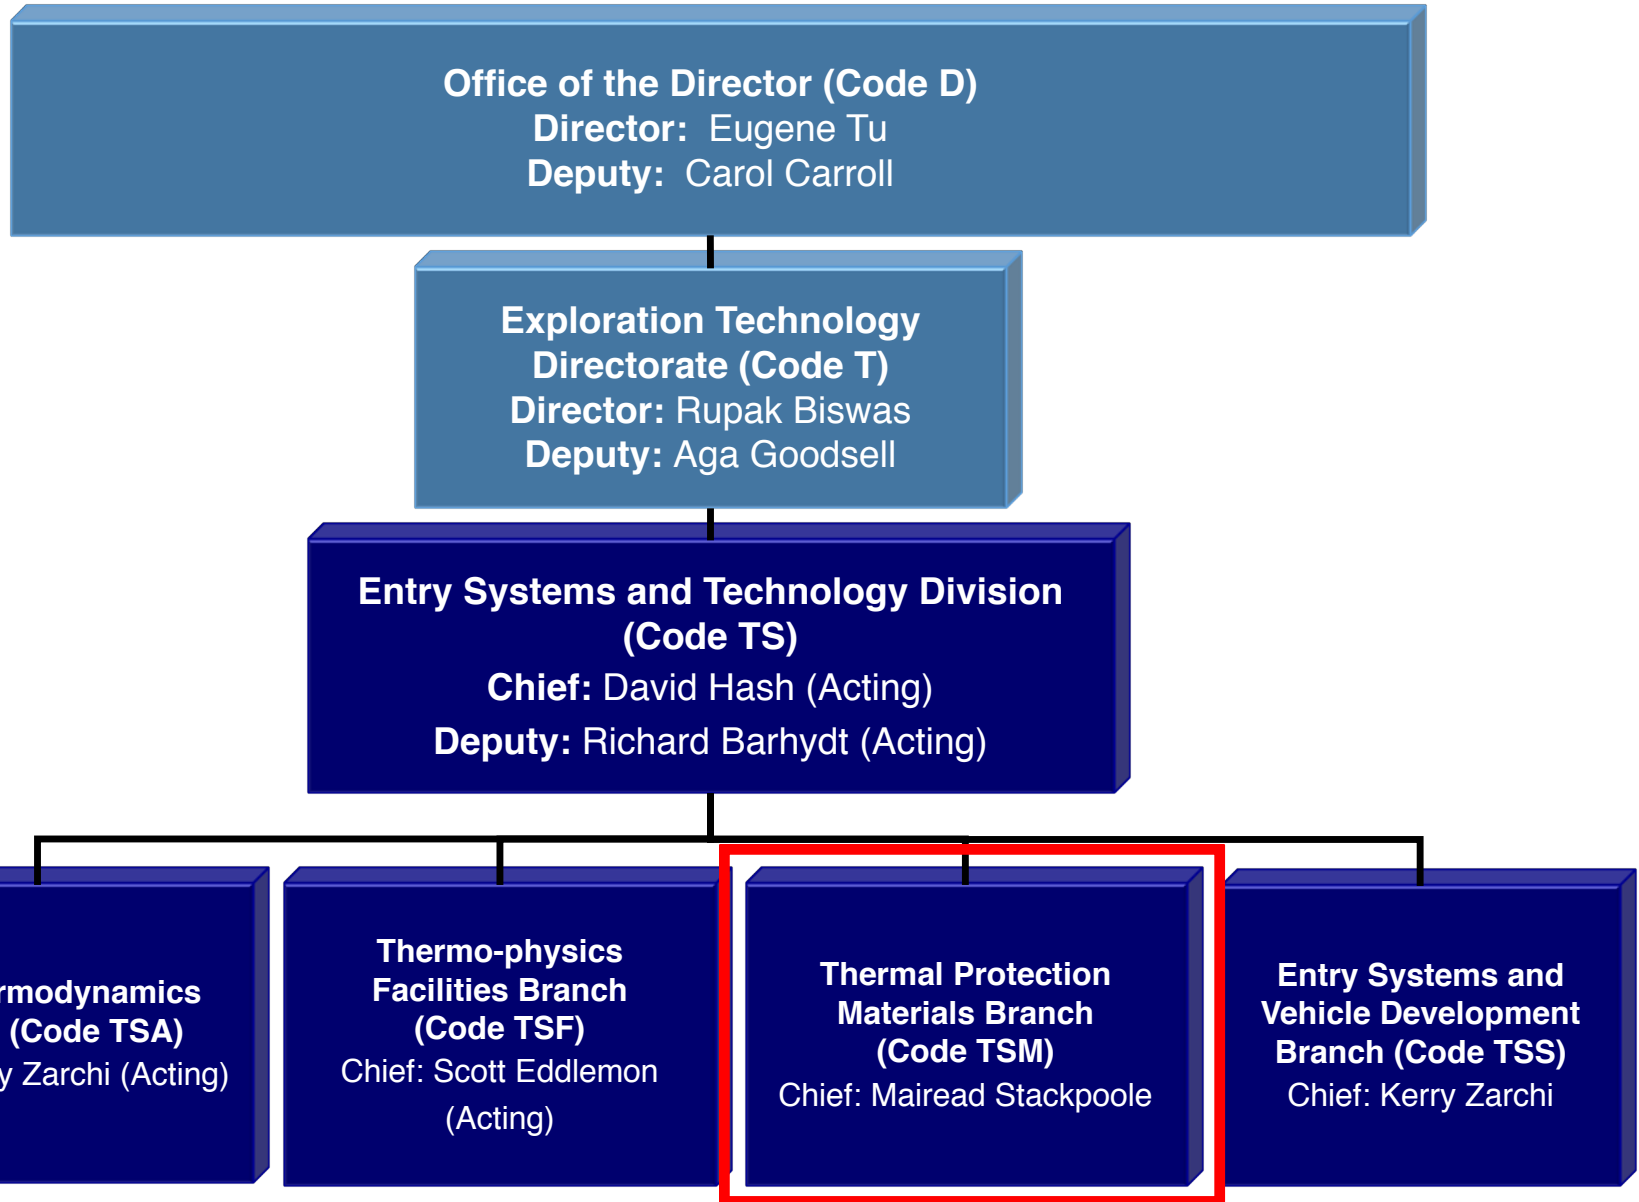 Office of the Director (Code D)
Director: Eugene Tu
Deputy: Carol Carroll
Exploration Technology
Directorate (Code T)
Director: Rupak Biswas
Deputy: Aga Goodsell
Entry Systems and Technology Division
(Code TS)
Chief: David Hash (Acting)
Deputy: Richard Barhydt (Acting)
rmodynamics
(Code TSA)
y Zarchi (Acting)
Thermo-physics
Facilities Branch
(Code TSF)
Chief: Scott Eddlemon
(Acting)
Thermal Protection
Materials Branch
(Code TSM)
Chief: Mairead Stackpoole
Entry Systems and
Vehicle Development
Branch (Code TSS)
Chief: Kerry Zarchi